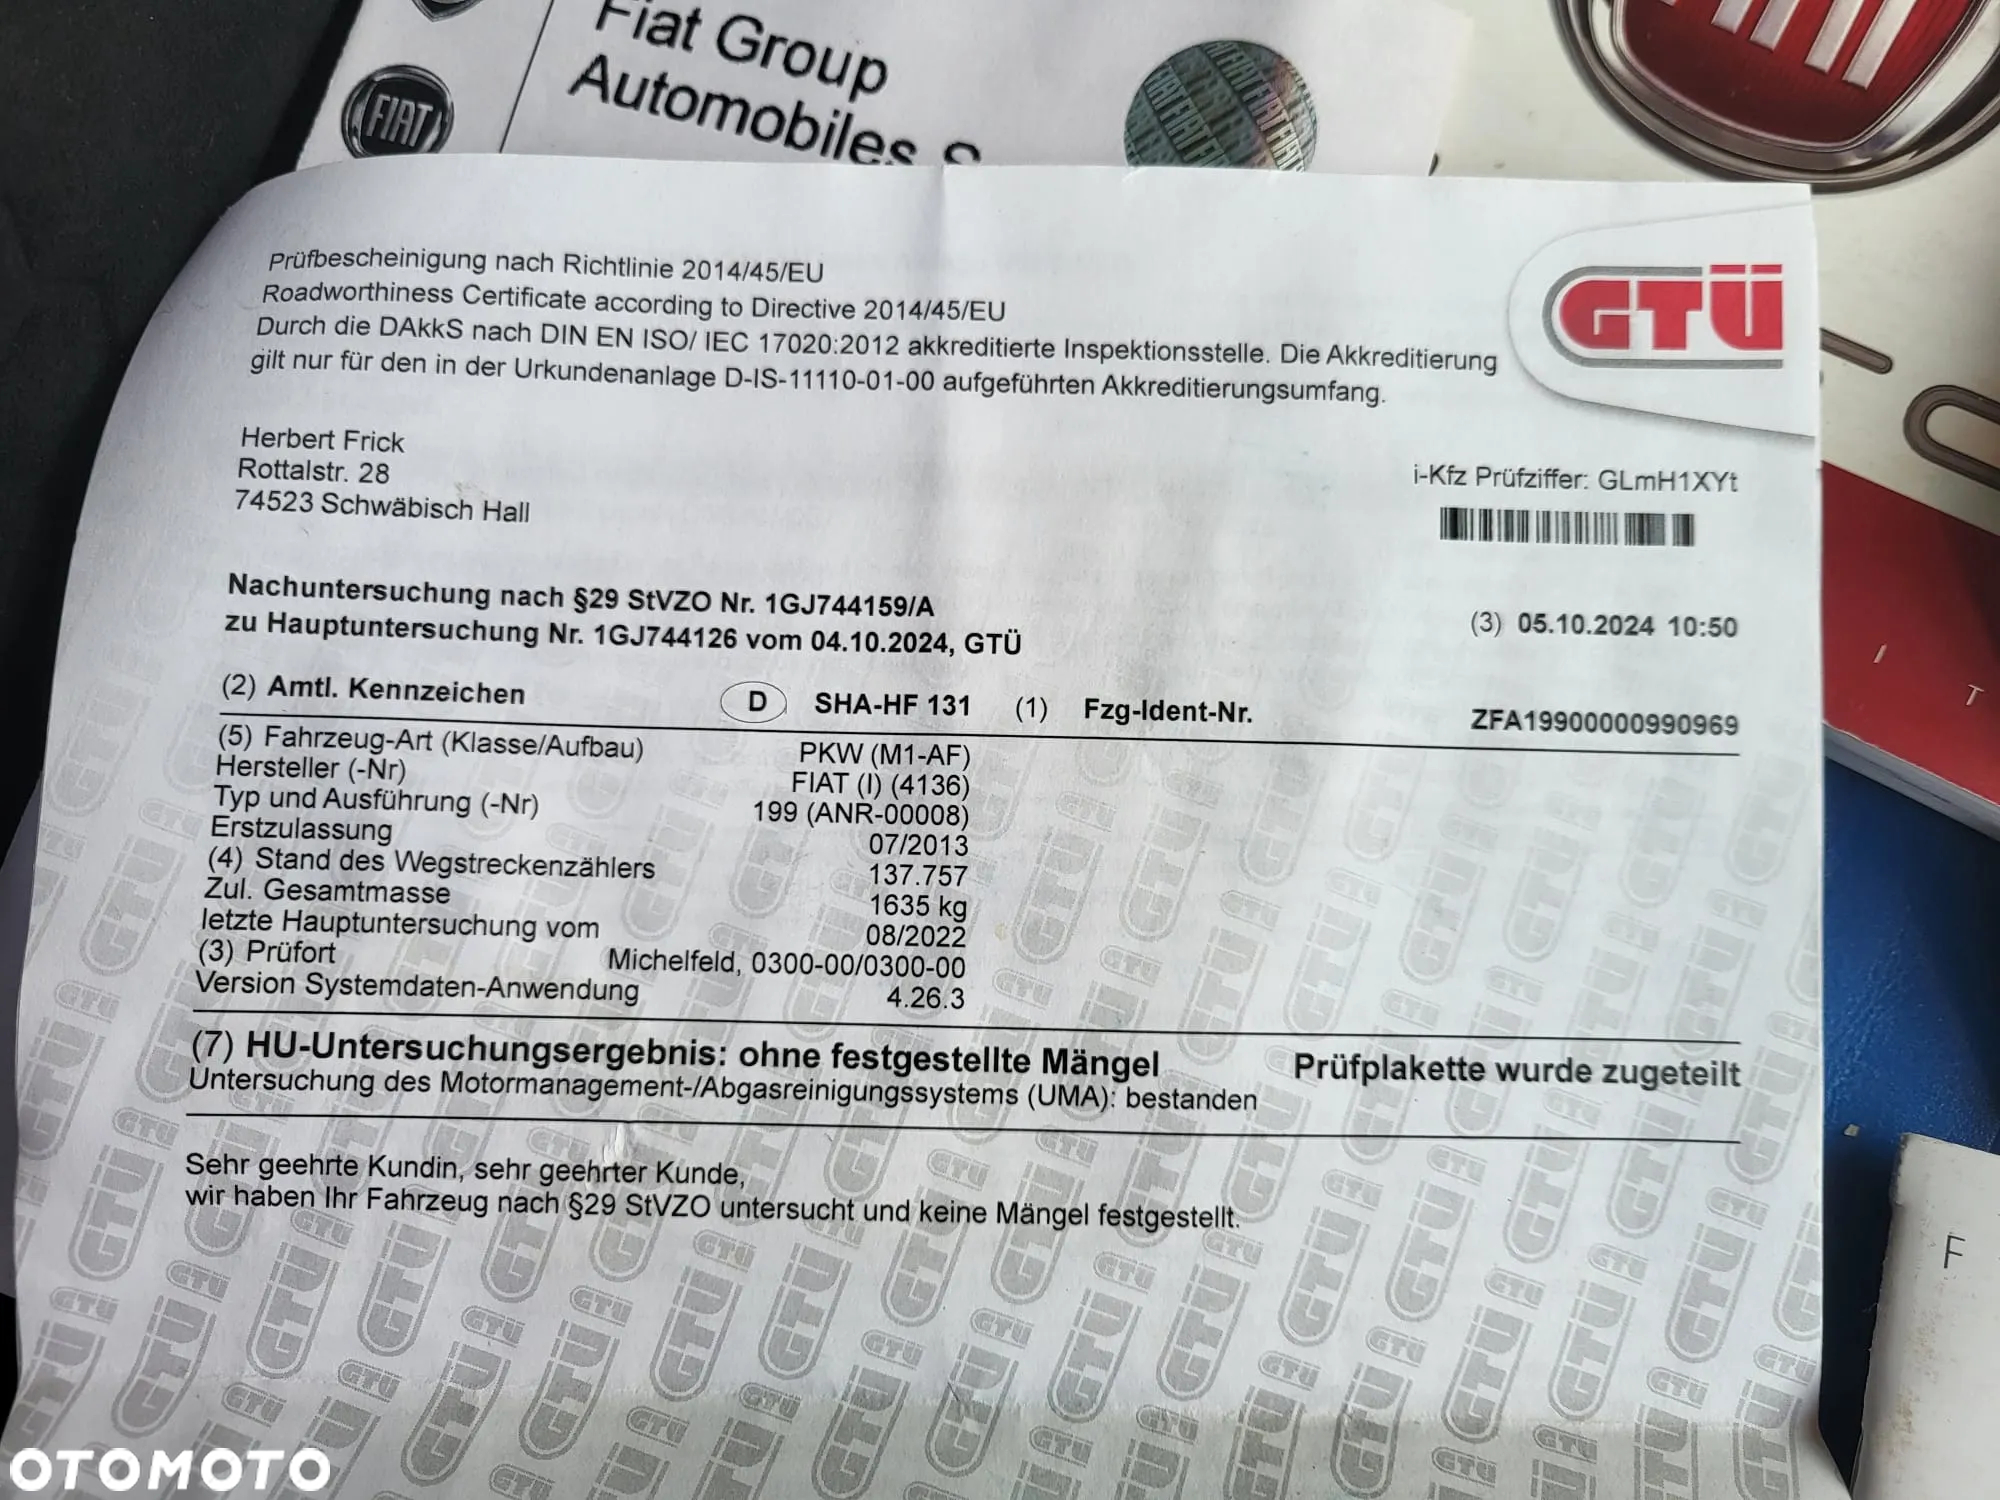 Fiat Group
Automobiles
FIAT
Prüfbescheinigung nach Richtlinie 2014/45/EU
Roadworthiness Certificate according to Directive 2014/45/EU
Durch die DAkkS nach DIN EN ISO/ IEC 17020:2012 akkreditierte Inspektionsstelle. Die Akkreditierung
gilt nur für den in der Urkundenanlage D-IS-11110-01-00 aufgeführten Akkreditierungsumfang.
GTÜ
Herbert Frick
Rottalstr. 28
74523 Schwäbisch Hall
i-Kfz Prüfziffer: GLmH1XYt
Nachuntersuchung nach §29 StVZO Nr. 1GJ744159/A
zu Hauptuntersuchung Nr. 1GJ744126 vom 04.10.2024, GTÜ
(3) 05.10.2024 10:50
(2) Amtl. Kennzeichen D SHA-HF 131 (1) Fzg-Ident-Nr. ZFA19900000990969
(5) Fahrzeug-Art (Klasse/Aufbau) PKW (M1-AF)
Hersteller (-Nr) FIAT (I) (4136)
Typ und Ausführung (-Nr) 199 (ANR-00008)
Erstzulassung 07/2013
(4) Stand des Wegstreckenzählers 137.757
Zul. Gesamtmasse 1635 kg
letzte Hauptuntersuchung vom 08/2022
(3) Prüfort Michelfeld, 0300-00/0300-00
Version Systemdaten-Anwendung 4.26.3
(7) HU-Untersuchungsergebnis: ohne festgestellte Mängel Prüfplakette wurde zugeteilt
Untersuchung des Motormanagement-/Abgasreinigungssystems (UMA): bestanden
Sehr geehrte Kundin, sehr geehrter Kunde,
wir haben Ihr Fahrzeug nach §29 StVZO untersucht und keine Mängel festgestellt.
OTOMOTO